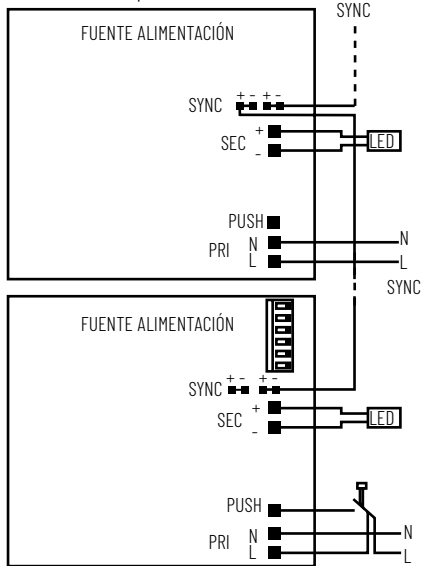 SYNC
FUENTE ALIMENTACIÓN
+ - + -
SYNC
+
SEC
LED
-
PUSH
N
N
PRI
L
L
SYNC
FUENTE ALIMENTACIÓN
+ - + -
SYNC
+
SEC
LED
-
PUSH
N
N
PRI
L
L